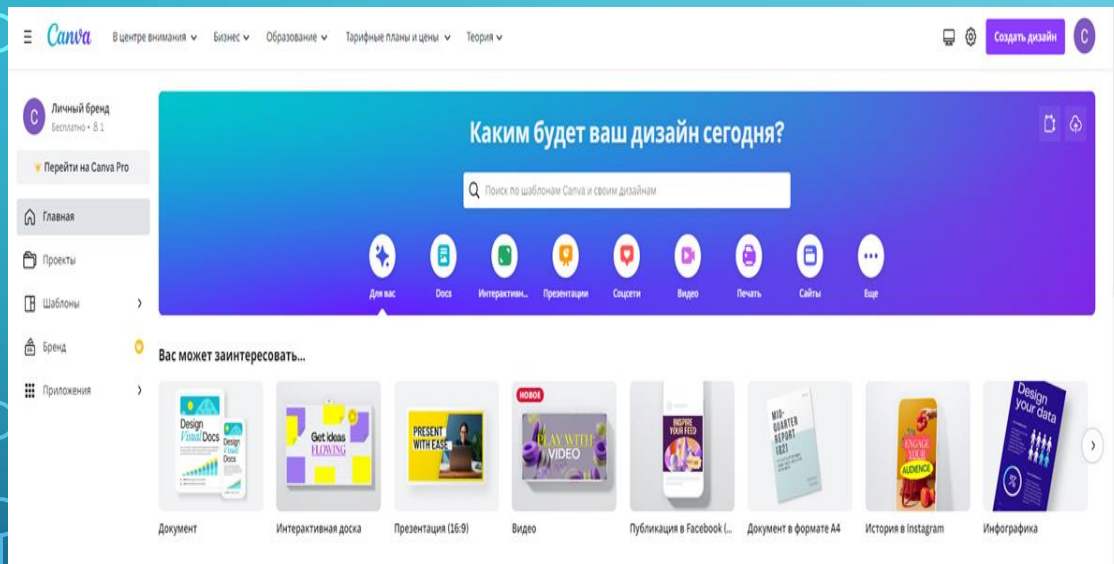 Canva
В центре внимания
Бизнес
Образование
Тарифные планы и цены
Теория
Создать дизайн
C
C
Личный бренд
Бесплатно • 1
Перейти на Canva Pro
Главная
Проекты
Шаблоны
Бренд
Приложения
Каким будет ваш дизайн сегодня?
Поиск по шаблонам Canva и своим дизайнам
Для вас
Docs
Интерактивн...
Презентации
Соцсети
Видео
Печать
Сайты
Еще
Вас может заинтересовать...
Design
Visual Docs
Design
Visual
Docs
Документ
Get ideas
FLOWING
Интерактивная доска
PRESENT
WITH EASE
Презентация (16:9)
НОВОЕ
PLAY WITH
VIDEO
Видео
INSPIRE
YOUR FEED
Публикация в Facebook (...
MID-
QUARTER
REPORT
Документ в формате A4
ENGAGE
YOUR
AUDIENCE
История в Instagram
Design
your data
%
Инфографика